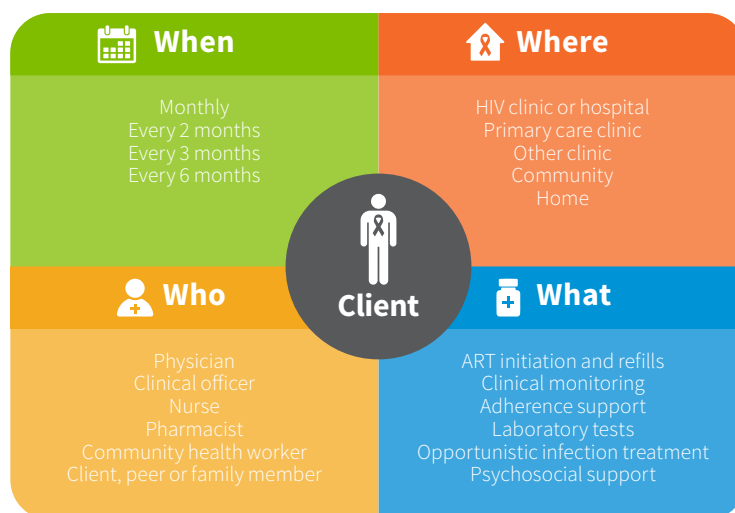 When
Monthly
Every 2 months
Every 3 months
Every 6 months
Where
HIV clinic or hospital
Primary care clinic
Other clinic
Community
Home
Client
Who
Physician
Clinical officer
Nurse
Pharmacist
Community health worker
Client, peer or family member
What
ART initiation and refills
Clinical monitoring
Adherence support
Laboratory tests
Opportunistic infection treatment
Psychosocial support